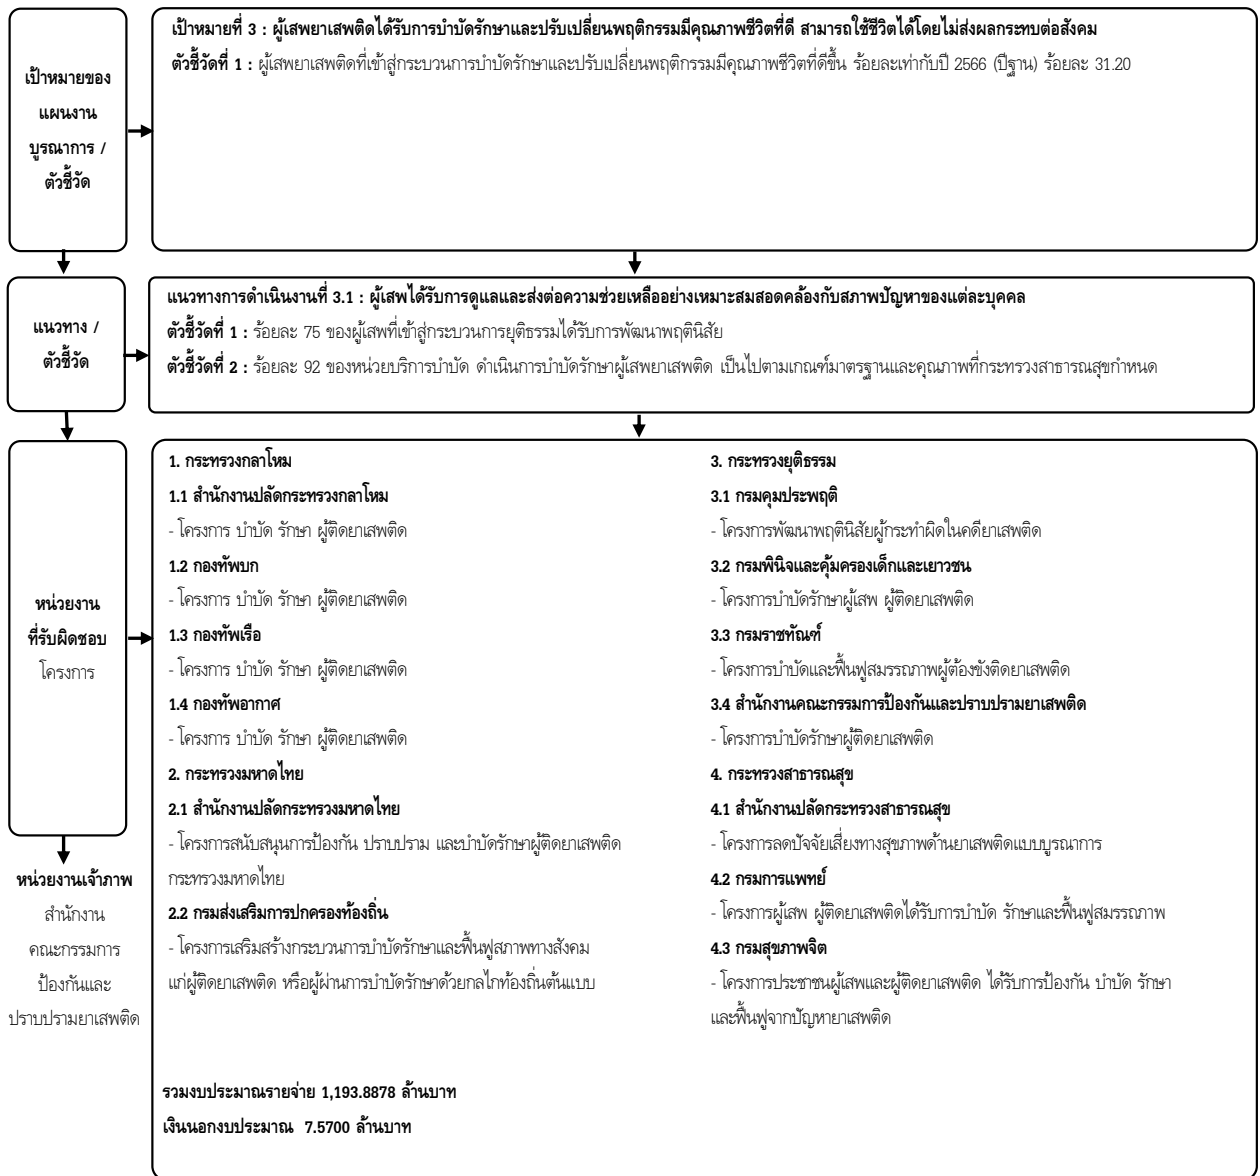 เป้าหมายของ
แผนงาน
บูรณาการ /
ตัวชี้วัด
เป้าหมายที่ 3 : ผู้เสพยาเสพติดได้รับการบำบัดรักษาและปรับเปลี่ยนพฤติกรรมมีคุณภาพชีวิตที่ดี สามารถใช้ชีวิตได้โดยไม่ส่งผลกระทบต่อสังคม
ตัวชี้วัดที่ 1 : ผู้เสพยาเสพติดที่เข้าสู่กระบวนการบำบัดรักษาและปรับเปลี่ยนพฤติกรรมมีคุณภาพชีวิตที่ดีขึ้น ร้อยละเท่ากับปี 2566 (ปีฐาน) ร้อยละ 31.20
แนวทาง /
ตัวชี้วัด
แนวทางการดำเนินงานที่ 3.1 : ผู้เสพได้รับการดูแลและส่งต่อความช่วยเหลืออย่างเหมาะสมสอดคล้องกับสภาพปัญหาของแต่ละบุคคล
ตัวชี้วัดที่ 1 : ร้อยละ 75 ของผู้เสพที่เข้าสู่กระบวนการยุติธรรมได้รับการพัฒนาพฤตินิสัย
ตัวชี้วัดที่ 2 : ร้อยละ 92 ของหน่วยบริการบำบัด ดำเนินการบำบัดรักษาผู้เสพยาเสพติด เป็นไปตามเกณฑ์มาตรฐานและคุณภาพที่กระทรวงสาธารณสุขกำหนด
หน่วยงาน
ที่รับผิดชอบ
โครงการ
1. กระทรวงกลาโหม
1.1 สำนักงานปลัดกระทรวงกลาโหม
- โครงการ บำบัด รักษา ผู้ติดยาเสพติด
1.2 กองทัพบก
- โครงการ บำบัด รักษา ผู้ติดยาเสพติด
1.3 กองทัพเรือ
- โครงการ บำบัด รักษา ผู้ติดยาเสพติด
1.4 กองทัพอากาศ
- โครงการ บำบัด รักษา ผู้ติดยาเสพติด
2. กระทรวงมหาดไทย
2.1 สำนักงานปลัดกระทรวงมหาดไทย
- โครงการสนับสนุนการป้องกัน ปราบปราม และบำบัดรักษาผู้ติดยาเสพติด
กระทรวงมหาดไทย
2.2 กรมส่งเสริมการปกครองท้องถิ่น
- โครงการเสริมสร้างกระบวนการบำบัดรักษาและฟื้นฟูสภาพทางสังคม
แก่ผู้ติดยาเสพติด หรือผู้ผ่านการบำบัดรักษาด้วยกลไกท้องถิ่นต้นแบบ
3. กระทรวงยุติธรรม
3.1 กรมคุมประพฤติ
- โครงการพัฒนาพฤตินิสัยผู้กระทำผิดในคดียาเสพติด
3.2 กรมพินิจและคุ้มครองเด็กและเยาวชน
- โครงการบำบัดรักษาผู้เสพ ผู้ติดยาเสพติด
3.3 กรมราชทัณฑ์
- โครงการบำบัดและฟื้นฟูสมรรถภาพผู้ต้องขังติดยาเสพติด
3.4 สำนักงานคณะกรรมการป้องกันและปราบปรามยาเสพติด
- โครงการบำบัดรักษาผู้ติดยาเสพติด
4. กระทรวงสาธารณสุข
4.1 สำนักงานปลัดกระทรวงสาธารณสุข
- โครงการลดปัจจัยเสี่ยงทางสุขภาพด้านยาเสพติดแบบบูรณาการ
4.2 กรมการแพทย์
- โครงการผู้เสพ ผู้ติดยาเสพติดได้รับการบำบัด รักษาและฟื้นฟูสมรรถภาพ
4.3 กรมสุขภาพจิต
- โครงการประชาชนผู้เสพและผู้ติดยาเสพติด ได้รับการป้องกัน บำบัด รักษา
และฟื้นฟูจากปัญหายาเสพติด
รวมงบประมาณรายจ่าย 1,193.8878 ล้านบาท
เงินนอกงบประมาณ 7.5700 ล้านบาท
หน่วยงานเจ้าภาพ
สำนักงาน
คณะกรรมการ
ป้องกันและ
ปราบปรามยาเสพติด